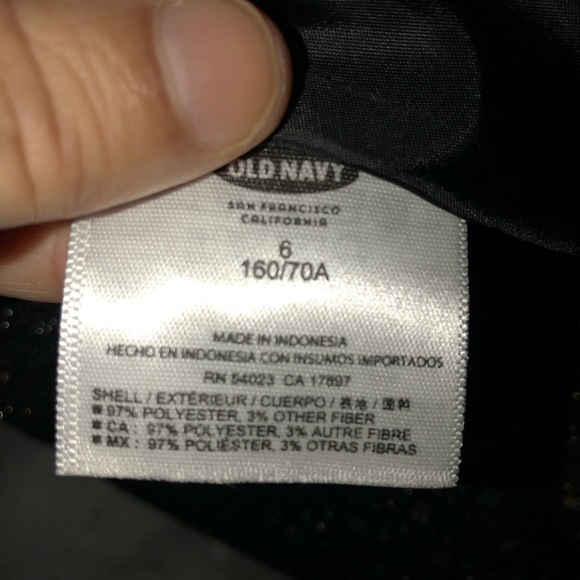 OLD NAVY
SAN FRANCISCO
CALIFORNIA
6
160/70A
MADE IN INDONESIA
HECHO EN INDONESIA CON INSUMOS IMPORTADOS
RN 54023 CA 17897
SHELL / EXTÉRIEUR / CUERPO / 表地 / 面料
97% POLYESTER, 3% OTHER FIBER
CA : 97% POLYESTER, 3% AUTRE FIBRE
MX : 97% POLIÉSTER, 3% OTRAS FIBRAS